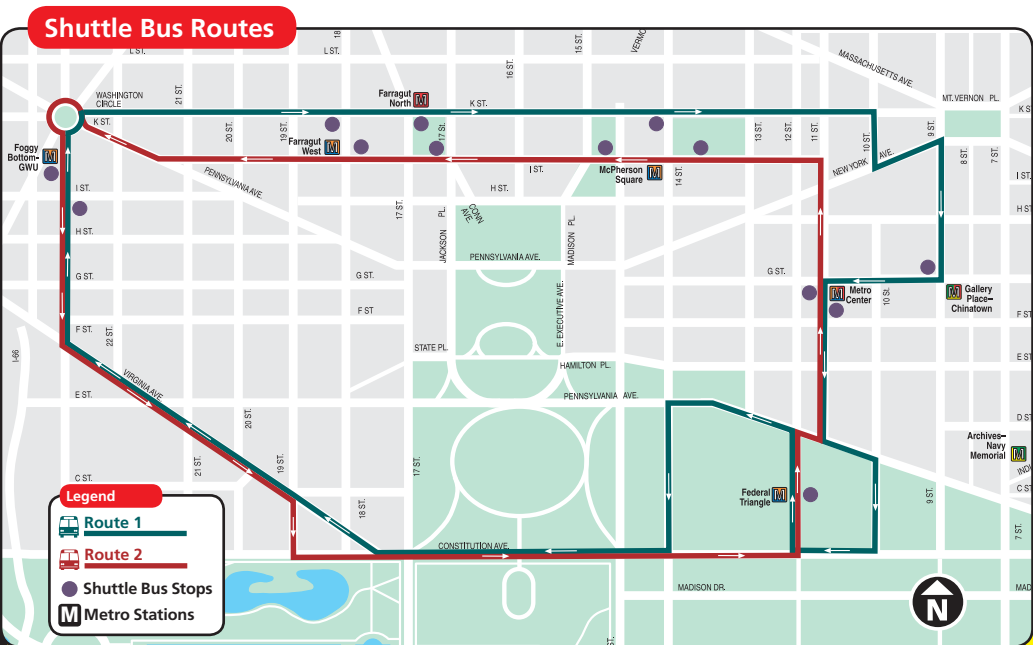 Shuttle Bus Routes
L ST.
L ST.
18
16 ST.
15 ST.
MASSACHUSETTS AVE.
WASHINGTON
CIRCLE
21 ST.
Farragut
North
M
K ST.
MT. VERNON PL.
K S
K ST.
20 ST.
19 ST.
Farragut
West
M
17 St.
13 ST.
12 ST.
11 ST.
10 ST.
9 ST.
Foggy
Bottom-
GWU
M
McPherson
Square
M
14 ST.
NEW YORK AVE.
8 ST.
7 ST.
I ST.
I ST.
I ST.
PENNSYLVANIA AVE.
H ST.
H ST.
H ST
17 ST.
JACKSON PL.
CONN
AVE.
MADISON PL.
G ST.
G ST.
PENNSYLVANIA AVE.
G ST.
M
Metro
Center
10 St.
M
Gallery
Place–
Chinatown
F ST.
F ST
F ST
I-66
22 ST.
STATE PL.
E. EXECUTIVE AVE.
HAMILTON PL.
E ST
VIRGINIA AVE.
E ST.
PENNSYLVANIA AVE.
20 ST.
D ST
Archives–
Navy
Memorial
M
IND
21 ST.
19 ST.
17 ST.
C ST.
C ST
18 ST.
Federal
Triangle
M
9 ST.
7 ST.
CONSTITUTION AVE.
MADISON DR.
MAD
ST.
Legend
Route 1
Route 2
Shuttle Bus Stops
M Metro Stations
N